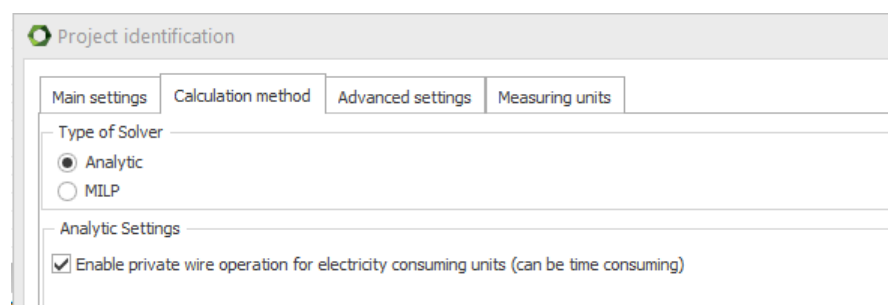 Project identification
Main settings Calculation method Advanced settings Measuring units
Type of Solver
Analytic
MILP
Analytic Settings
Enable private wire operation for electricity consuming units (can be time consuming)